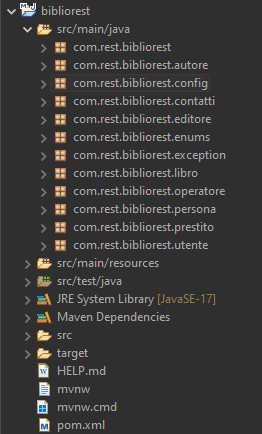 bibliorest
src/main/java
com.rest.bibliorest
com.rest.bibliorest.autore
com.rest.bibliorest.config
com.rest.bibliorest.contatti
com.rest.bibliorest.editore
com.rest.bibliorest.enums
com.rest.bibliorest.exception
com.rest.bibliorest.libro
com.rest.bibliorest.operatore
com.rest.bibliorest.persona
com.rest.bibliorest.prestito
com.rest.bibliorest.utente
src/main/resources
src/test/java
JRE System Library [JavaSE-17]
Maven Dependencies
src
target
HELP.md
mvnw
mvnw.cmd
pom.xml